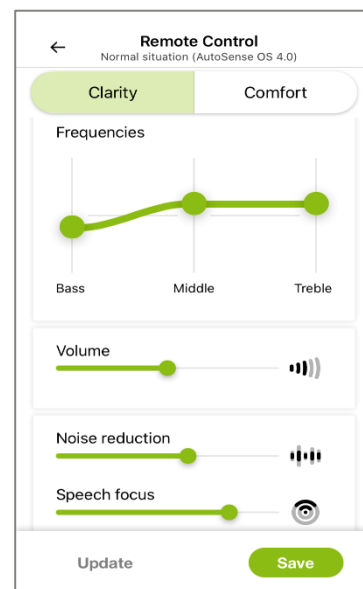 Remote Control
Normal situation (AutoSense OS 4.0)
Clarity Comfort
Frequencies
Bass Middle Treble
Volume
Noise reduction
Speech focus
Update Save